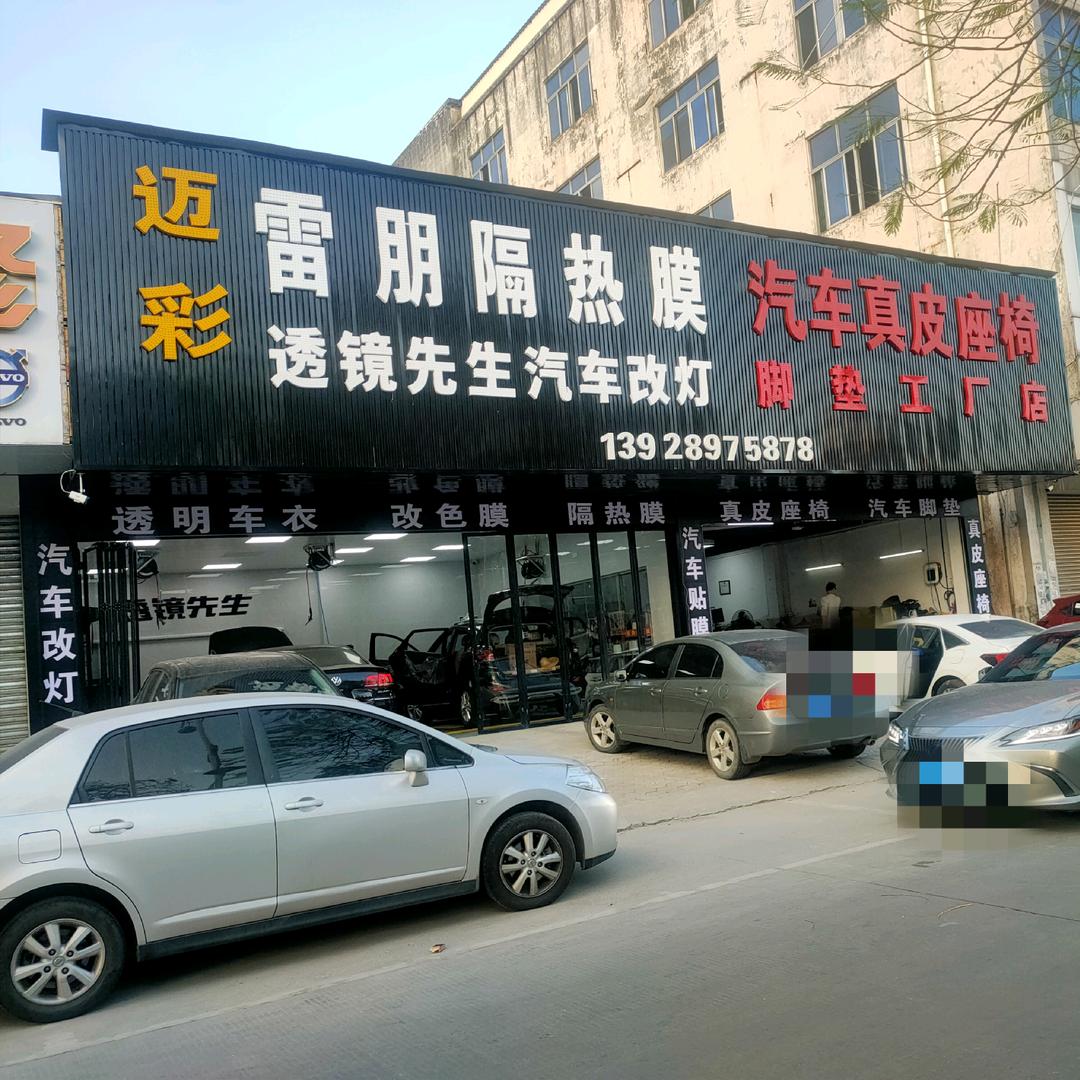 迈彩
雷朋隔热膜
透镜先生汽车改灯
汽车真皮座椅
脚垫工厂店
13928975878
透明车衣 改色膜 隔热膜 真皮座椅 汽车脚垫
汽车改灯
汽车贴膜
真皮座椅
透镜先生